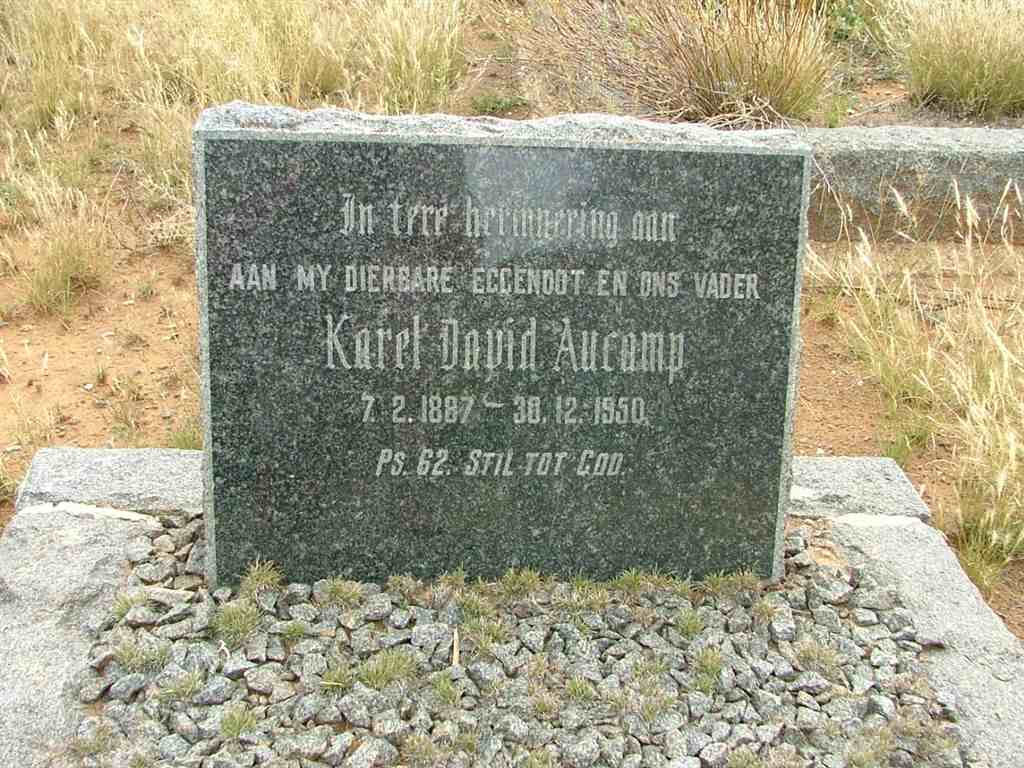 In tere herinnering aan
AAN MY DIERBARE EGGENOOT EN ONS VADER
Karel David Aucamp
7. 2. 1887 - 30. 12. 1950.
PS. 62. STIL TOT GOD.